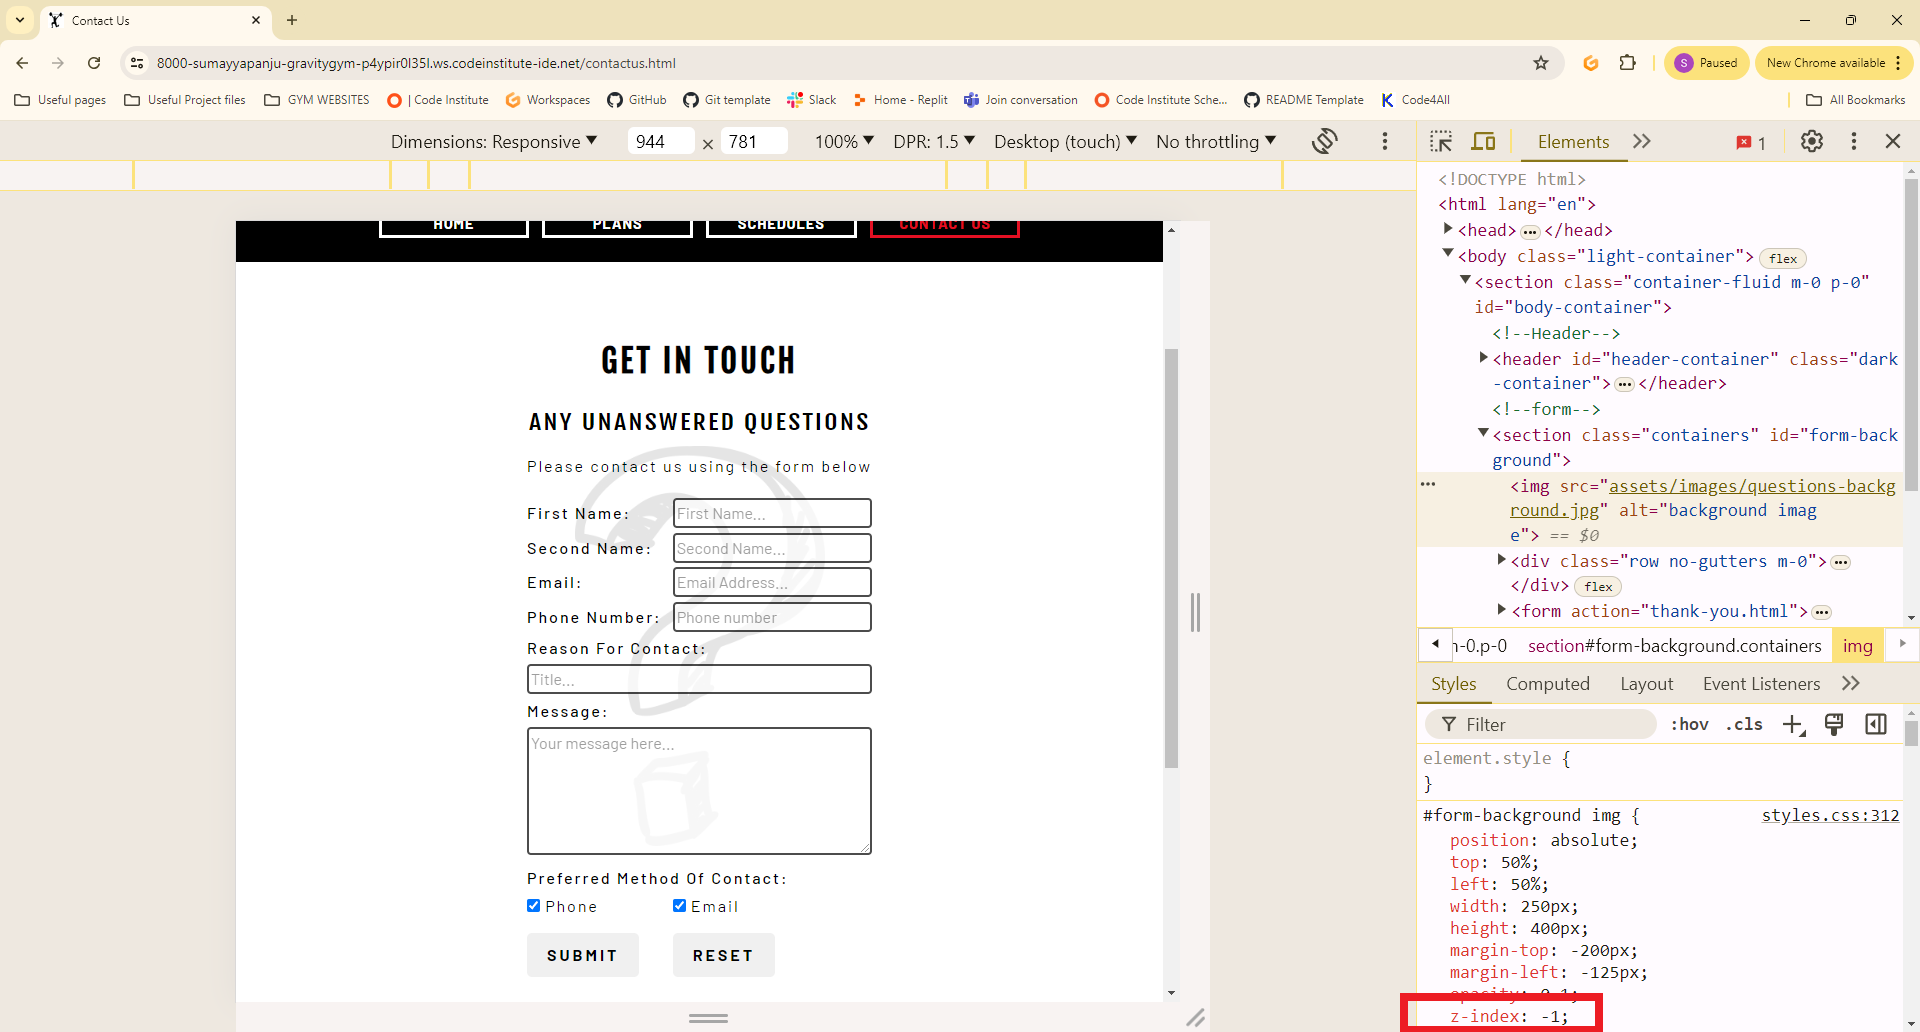 Contact Us
8000-sumayyapanju-gravitygym-p4ypir0l35l.ws.codeinstitute-ide.net/contactus.html
S Paused
New Chrome available
Useful pages
Useful Project files
GYM WEBSITES
| Code Institute
Workspaces
GitHub
Git template
Slack
Home - Replit
Join conversation
Code Institute Sche...
README Template
Code4All
All Bookmarks
Dimensions: Responsive
944 × 781
100%
DPR: 1.5
Desktop (touch)
No throttling
HOME
PLANS
SCHEDULES
CONTACT US
GET IN TOUCH
ANY UNANSWERED QUESTIONS
Please contact us using the form below
First Name:
First Name...
Second Name:
Second Name...
Email:
Email Address...
Phone Number:
Phone number
Reason For Contact:
Title...
Message:
Your message here...
Preferred Method Of Contact:
Phone
Email
SUBMIT
RESET
Elements
1
<!DOCTYPE html>
<html lang="en">
<head> ... </head>
<body class="light-container"> flex
<section class="container-fluid m-0 p-0"
id="body-container">
<!--Header-->
<header id="header-container" class="dark
-container"> ... </header>
<!--form-->
<section class="containers" id="form-back
ground">
... <img src="assets/images/questions-backg
round.jpg" alt="background imag
e"> == $0
<div class="row no-gutters m-0"> ...
</div> flex
<form action="thank-you.html"> ...
-0.p-0
section#form-background.containers
img
Styles
Computed
Layout
Event Listeners
Filter
:hov
.cls
element.style {
}
#form-background img {
styles.css:312
position: absolute;
top: 50%;
left: 50%;
width: 250px;
height: 400px;
margin-top: -200px;
margin-left: -125px;
opacity: 0.1;
z-index: -1;